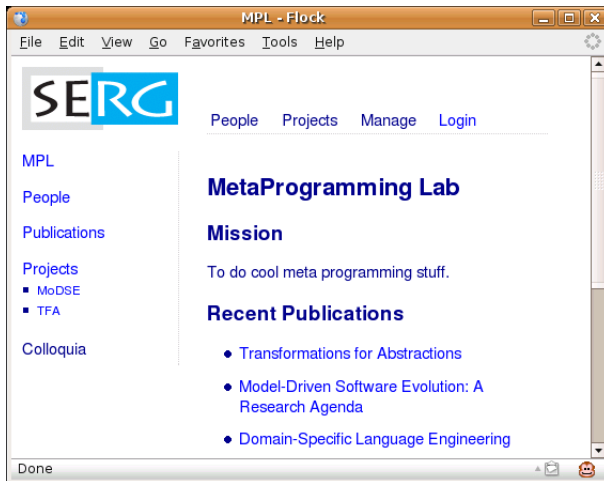 MPL - Flock
File Edit View Go Favorites Tools Help
SERG
People Projects Manage Login
MPL
People
Publications
Projects
MoDSE
TFA
Colloquia
MetaProgramming Lab
Mission
To do cool meta programming stuff.
Recent Publications
Transformations for Abstractions
Model-Driven Software Evolution: A
Research Agenda
Domain-Specific Language Engineering
Done